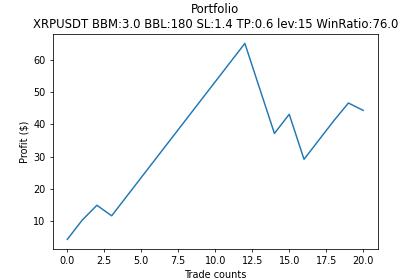 Portfolio
XRPUSDT BBM:3.0 BBL:180 SL:1.4 TP:0.6 lev:15 WinRatio:76.0
60
50
40
30
20
10
Profit ($)
0.0 2.5 5.0 7.5 10.0 12.5 15.0 17.5 20.0
Trade counts